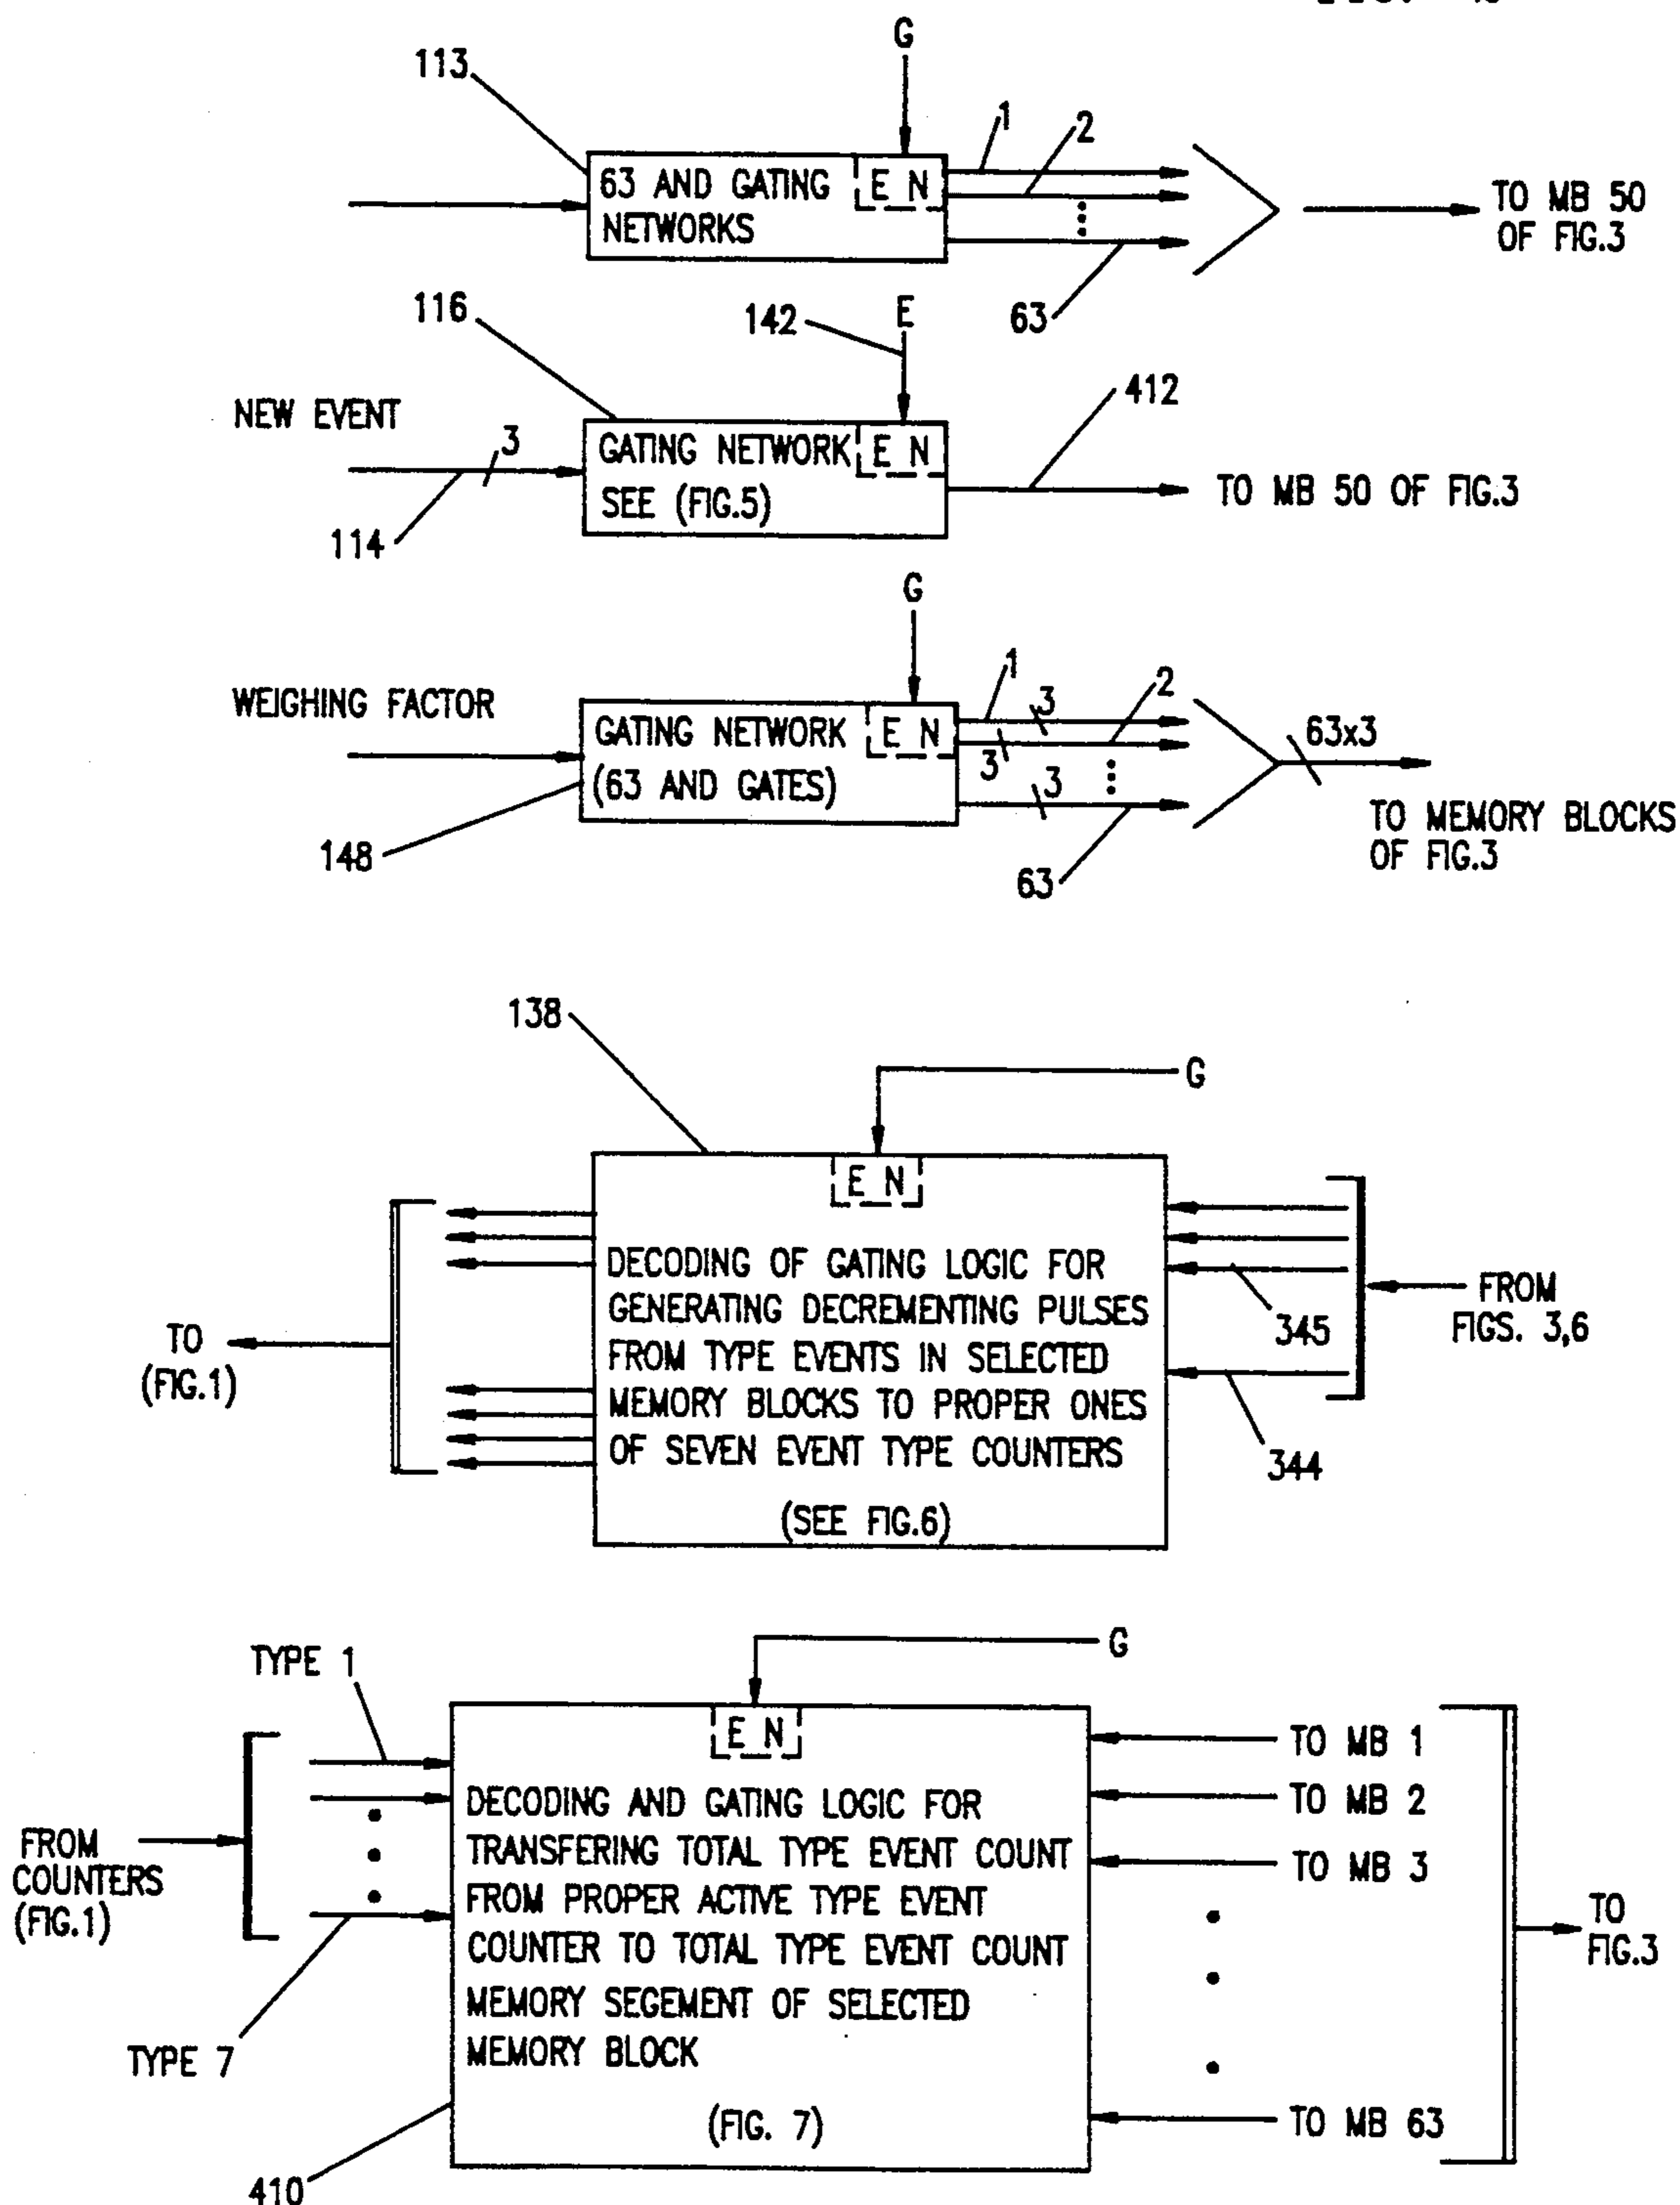 G
113
1
2
63 AND GATING
NETWORKS
E N
TO MB 50
OF FIG.3
63
116
142
E
412
NEW EVENT
3
GATING NETWORK
SEE (FIG.5)
E N
TO MB 50 OF FIG.3
114
G
WEIGHING FACTOR
1
3
2
GATING NETWORK
(63 AND GATES)
E N
3
3
63x3
148
63
TO MEMORY BLOCKS
OF FIG.3
138
G
E N
DECODING OF GATING LOGIC FOR
GENERATING DECREMENTING PULSES
FROM TYPE EVENTS IN SELECTED
MEMORY BLOCKS TO PROPER ONES
OF SEVEN EVENT TYPE COUNTERS
(SEE FIG.6)
TO
(FIG.1)
345
344
FROM
FIGS. 3,6
G
TYPE 1
E N
DECODING AND GATING LOGIC FOR
TRANSFERING TOTAL TYPE EVENT COUNT
FROM PROPER ACTIVE TYPE EVENT
COUNTER TO TOTAL TYPE EVENT COUNT
MEMORY SEGEMENT OF SELECTED
MEMORY BLOCK
(FIG. 7)
FROM
COUNTERS
(FIG.1)
TYPE 7
410
TO MB 1
TO MB 2
TO MB 3
TO MB 63
TO
FIG.3